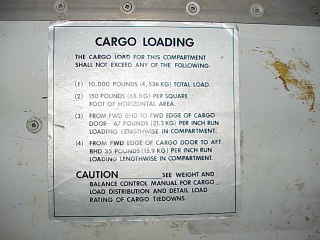 CARGO LOADING
THE CARGO LOAD FOR THIS COMPARTMENT
SHALL NOT EXCEED ANY OF THE FOLLOWING.
(1) 10,000 POUNDS (4,536 KG) TOTAL LOAD.
(2) 150 POUNDS (68 KG) PER SQUARE
FOOT OF HORIZONTAL AREA.
(3) FROM FWD BHD TO FWD EDGE OF CARGO
DOOR - 47 POUNDS (21.3 KG) PER INCH RUN
LOADING LENGTHWISE IN COMPARTMENT.
(4) FROM FWD EDGE OF CARGO DOOR TO AFT
BHD 35 POUNDS (15.9 KG) PER INCH RUN
LOADING LENGTHWISE IN COMPARTMENT.
CAUTION SEE WEIGHT AND
BALANCE CONTROL MANUAL FOR CARGO
LOAD DISTRIBUTION AND DETAIL LOAD
RATING OF CARGO TIEDOWNS